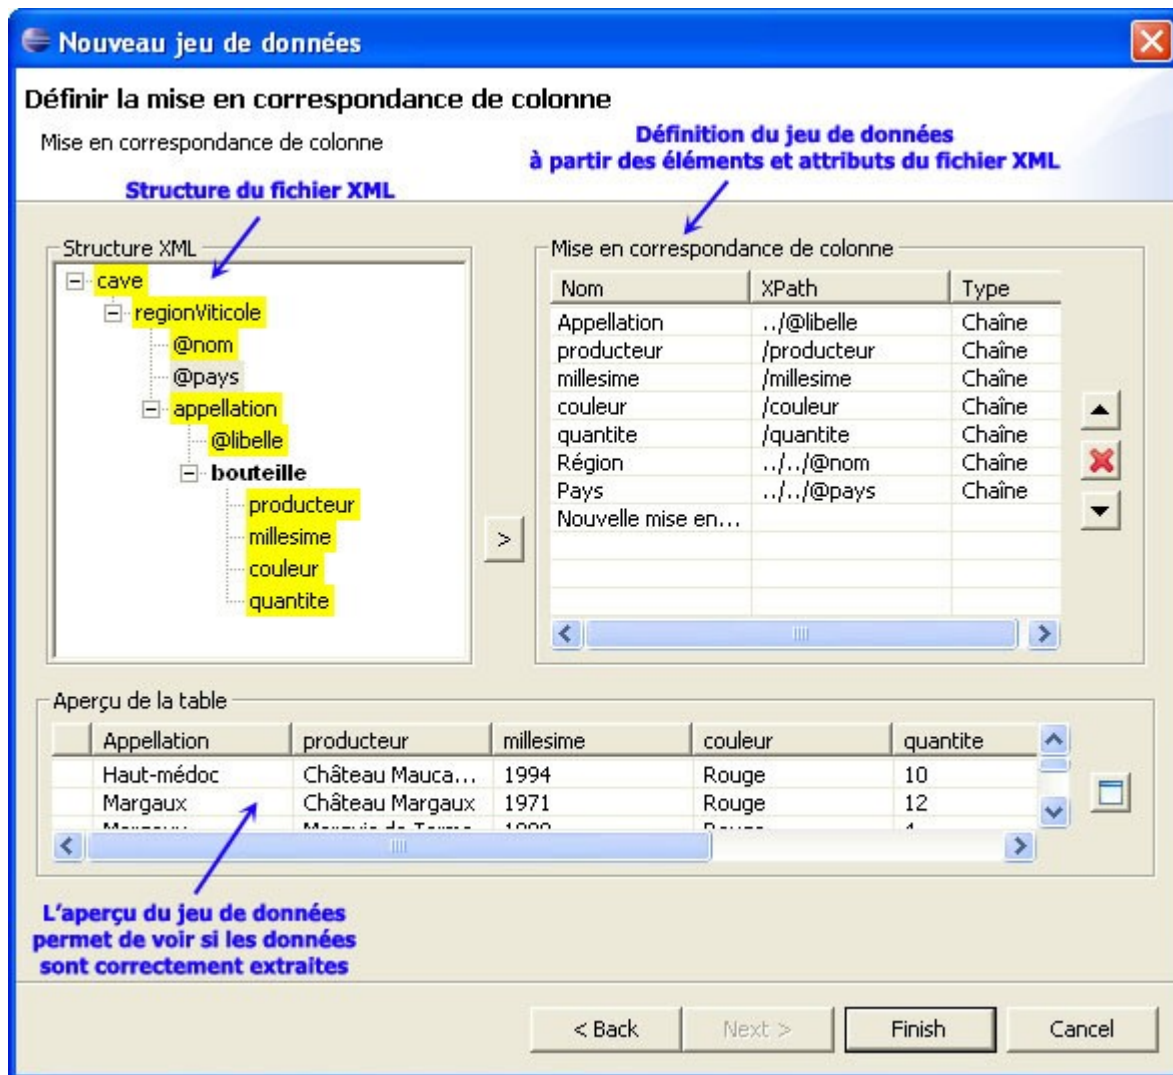 Nouveau jeu de données
Définir la mise en correspondance de colonne
Mise en correspondance de colonne
Définition du jeu de données
à partir des éléments et attributs du fichier XML
Structure du fichier XML
Structure XML
cave
regionViticole
@nom
@pays
appellation
@libelle
bouteille
producteur
millesime
couleur
quantite
>
Mise en correspondance de colonne
Nom XPath Type
Appellation ../@libelle Chaîne
producteur /producteur Chaîne
millesime /millesime Chaîne
couleur /couleur Chaîne
quantite /quantite Chaîne
Région ../../@nom Chaîne
Pays ../../@pays Chaîne
Nouvelle mise en...
Aperçu de la table
Appellation producteur millesime couleur quantite
Haut-médoc Château Mauca... 1994 Rouge 10
Margaux Château Margaux 1971 Rouge 12
L'aperçu du jeu de données
permet de voir si les données
sont correctement extraites
< Back Next > Finish Cancel